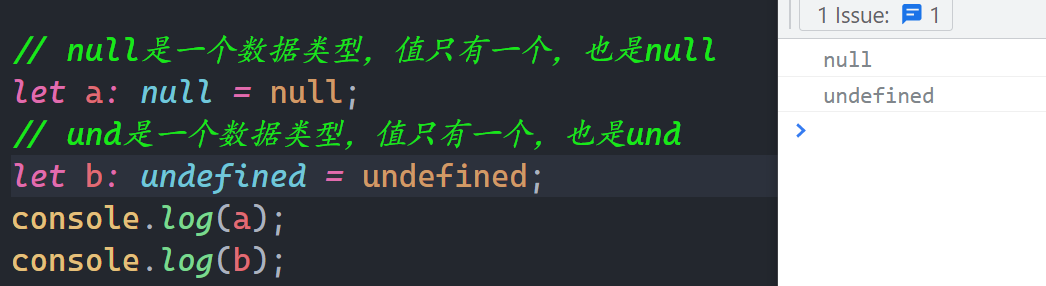 // null是一个数据类型，值只有一个，也是null
let a: null = null;
// und是一个数据类型，值只有一个，也是und
let b: undefined = undefined;
console.log(a);
console.log(b);
1 Issue: 1
null
undefined
>